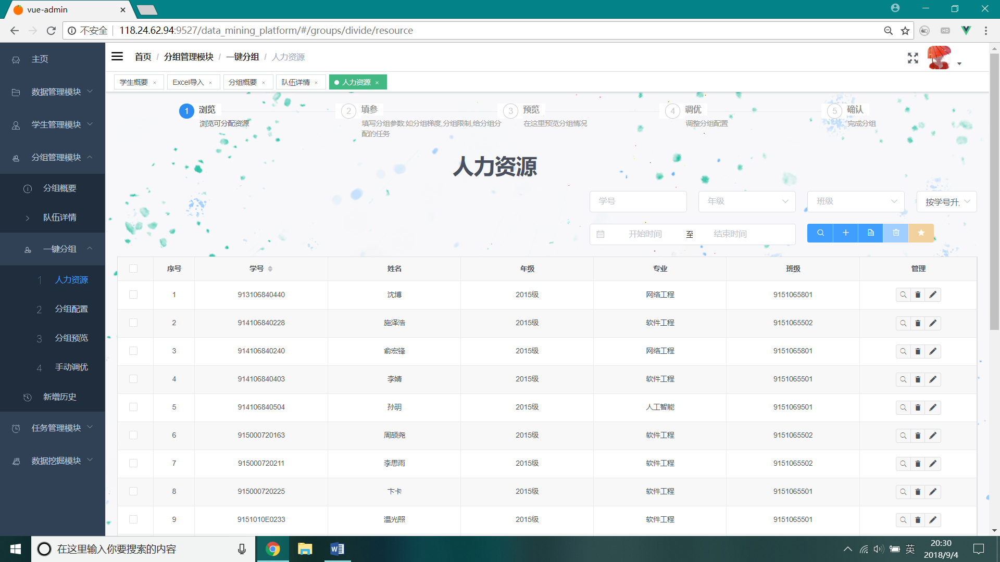 vue-admin
不安全 118.24.62.94:9527/data_mining_platform/#/groups/divide/resource
HD
主页
数据管理模块
学生管理模块
分组管理模块
分组概要
队伍详情
一键分组
1 人力资源
2 分组配置
3 分组预览
4 手动调优
新增历史
任务管理模块
数据挖掘模块
首页 / 分组管理模块 / 一键分组 / 人力资源
学生概要 × Excel导入 × 分组概要 × 队伍详情 × 人力资源 ×
1 浏览 2 填参 3 预览 4 调优 5 确认
浏览可分配资源 填写分组参数:如分组梯度,分组限制,给分组分 在这里预览分组情况 调整分组配置 完成分组
配的任务
人力资源
学号 年级 班级 按学号升,
开始时间 至 结束时间
序号 学号 姓名 年级 专业 班级 管理
1 913106840440 沈博 2015级 网络工程 9151065801
2 914106840228 施泽浩 2015级 软件工程 9151065502
3 914106840240 俞宏锋 2015级 网络工程 9151065801
4 914106840403 李婧 2015级 软件工程 9151065501
5 914106840504 孙玥 2015级 人工智能 9151069501
6 915000720163 周颉尧 2015级 软件工程 9151065502
7 915000720211 李思雨 2015级 软件工程 9151065502
8 915000720225 卞卡 2015级 软件工程 9151065501
9 9151010E0233 温光照 2015级 软件工程 9151065501
在这里输入你要搜索的内容
英
20:30
2018/9/4